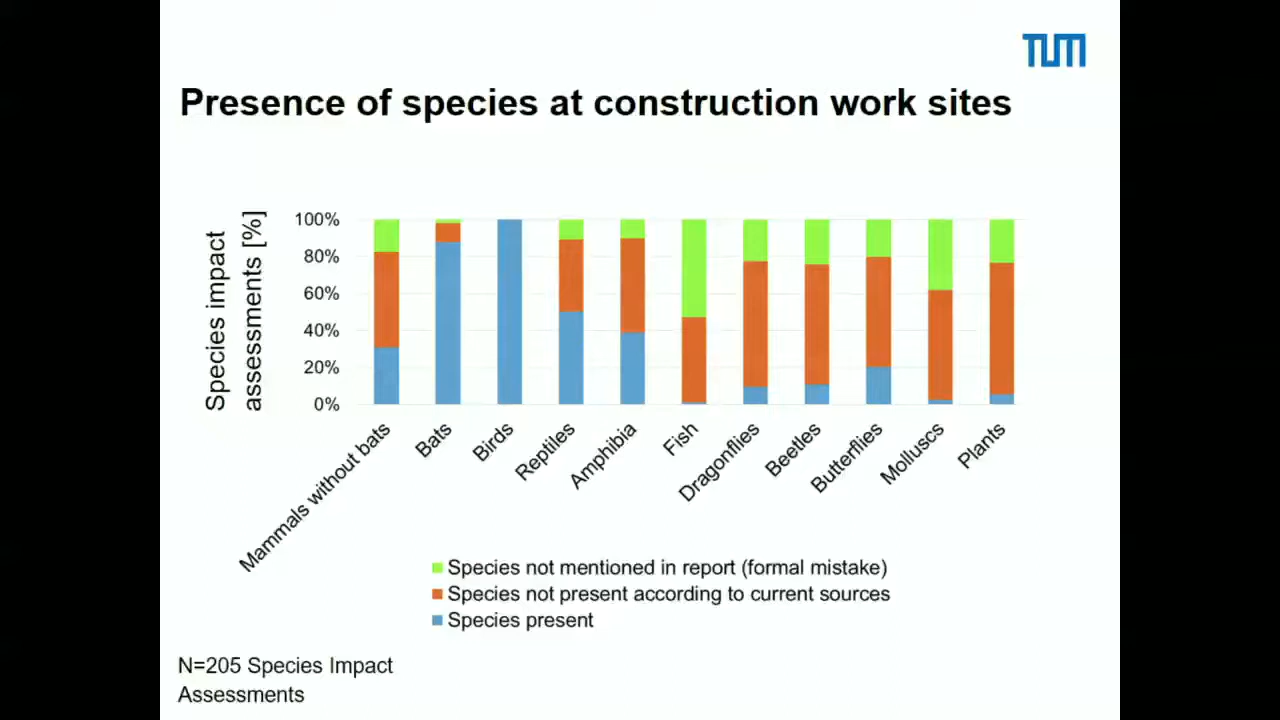 TUM
Presence of species at construction work sites
Species impact
assessments [%]
100%
80%
60%
40%
20%
0%
Mammals without bats
Bats
Birds
Reptiles
Amphibia
Fish
Dragonflies
Beetles
Butterflies
Molluscs
Plants
Species not mentioned in report (formal mistake)
Species not present according to current sources
Species present
N=205 Species Impact
Assessments